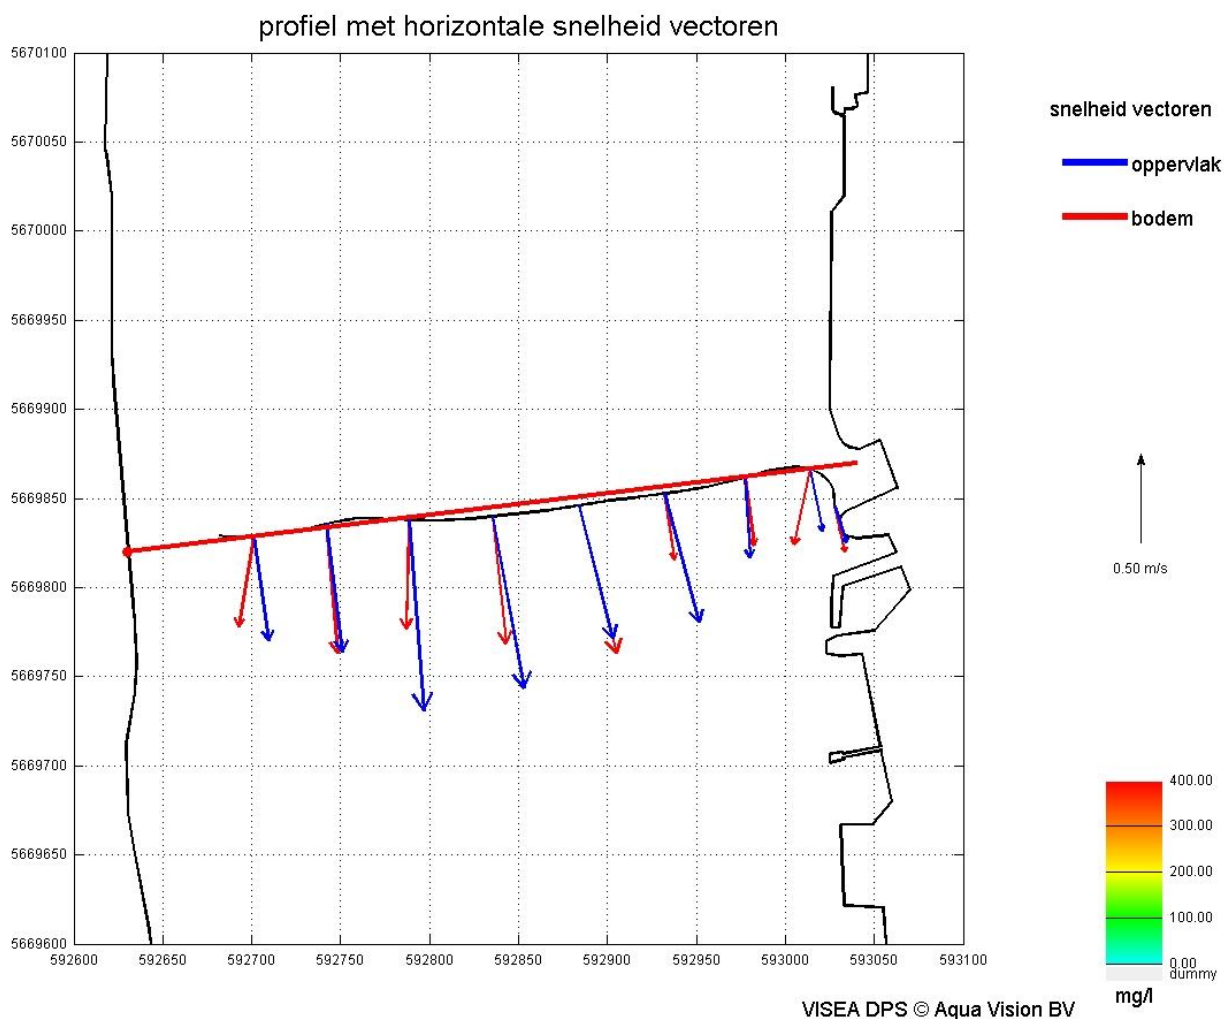 profiel met horizontale snelheid vectoren
5670100
5670050
5670000
5669950
5669900
5669850
5669800
5669750
5669700
5669650
5669600
592600 592650 592700 592750 592800 592850 592900 592950 593000 593050 593100
snelheid vectoren
oppervlak
bodem
0.50 m/s
400.00
300.00
200.00
100.00
0.00
dummy
mg/l
VISEA DPS © Aqua Vision BV